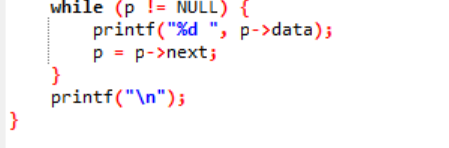 while (p != NULL) {
printf("%d ", p->data);
p = p->next;
}
printf("\n");
}